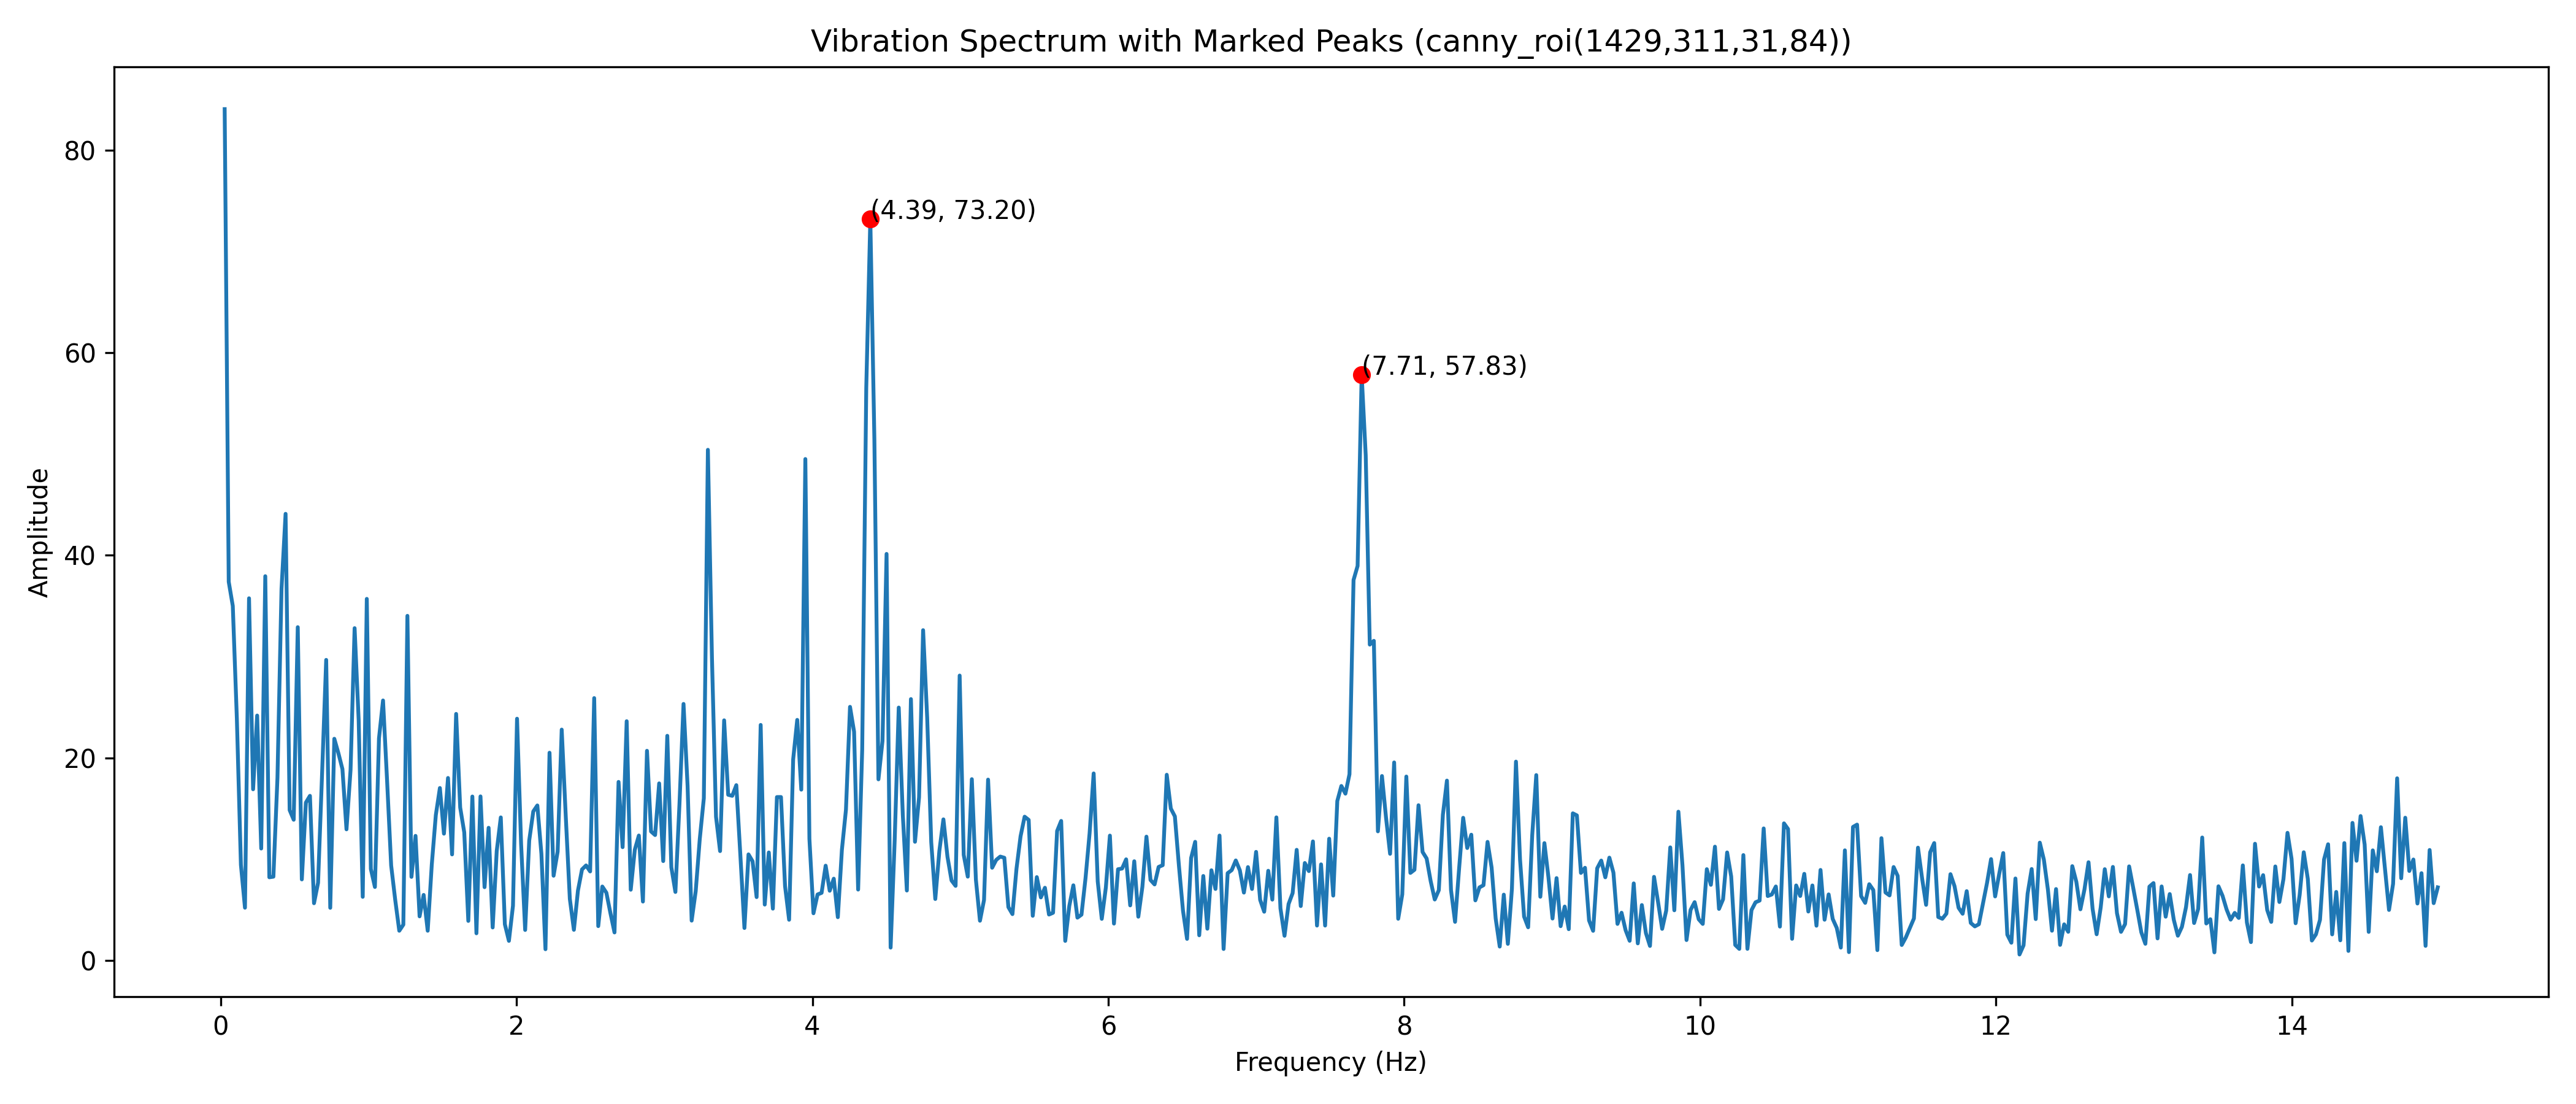 Vibration Spectrum with Marked Peaks (canny_roi(1429,311,31,84))
80
(4.39, 73.20)
60
(7.71, 57.83)
Amplitude
40
20
0
0 2 4 6 8 10 12 14
Frequency (Hz)